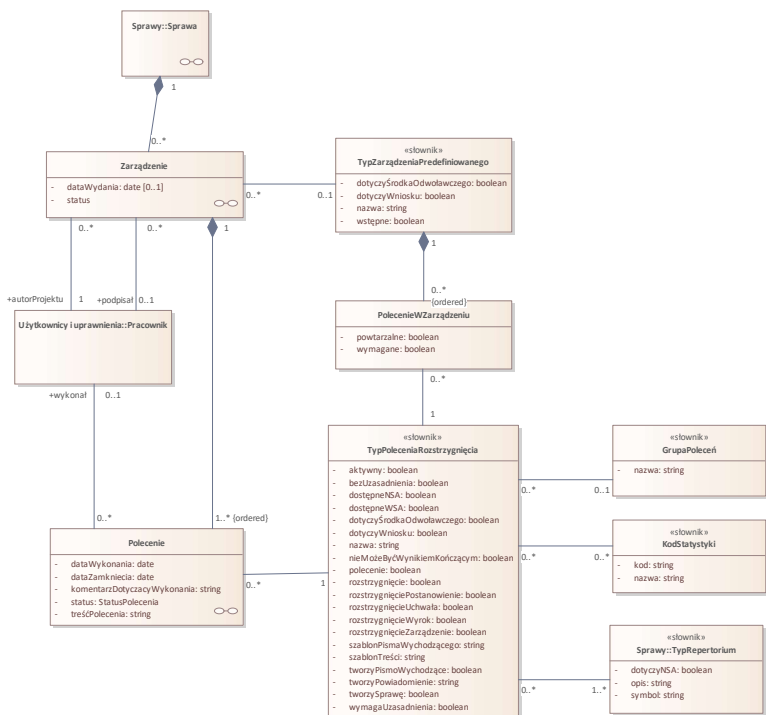 Sprawy::Sprawa
1
0..*
Zarządzenie
- dataWydania: date [0..1]
- status
0..*
0..1
«słownik»
TypZarządzeniaPredefiniowanego
- dotyczyŚrodkaOdwoławczego: boolean
- dotyczyWniosku: boolean
- nazwa: string
- wstępne: boolean
0..*
0..*
1
1
0..*
{ordered}
+autorProjektu 1
+podpisał 0..1
Użytkownicy i uprawnienia::Pracownik
PolecenieWZarządzeniu
- powtarzalne: boolean
- wymagane: boolean
+wykonał 0..1
0..*
1
0..*
1..* {ordered}
Polecenie
- dataWykonania: date
- dataZamkniecia: date
- komentarzDotyczacyWykonania: string
- status: StatusPolecenia
- treśćPolecenia: string
0..*
1
«słownik»
TypPoleceniaRozstrzygnięcia
- aktywny: boolean
- bezUzasadnienia: boolean
- dostępneNSA: boolean
- dostępneWSA: boolean
- dotyczyŚrodkaOdwoławczego: boolean
- dotyczyWniosku: boolean
- nazwa: string
- nieMożeByćWynikiemKończącym: boolean
- polecenie: boolean
- rozstrzygnięcie: boolean
- rozstrzygnięciePostanowienie: boolean
- rozstrzygnięcieUchwała: boolean
- rozstrzygnięcieWyrok: boolean
- rozstrzygnięcieZarządzenie: boolean
- szablonPismaWychodzącego: string
- szablonTreści: string
- tworzyPismoWychodzące: boolean
- tworzyPowiadomienie: string
- tworzySprawę: boolean
- wymagaUzasadnienia: boolean
0..*
0..1
«słownik»
GrupaPoleceń
- nazwa: string
0..*
0..*
«słownik»
KodStatystyki
- kod: string
- nazwa: string
0..*
1..*
«słownik»
Sprawy::TypRepertorium
- dotyczyNSA: boolean
- opis: string
- symbol: string